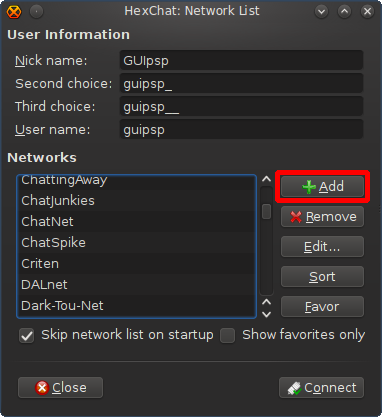 HexChat: Network List
User Information
Nick name: GUIpsp
Second choice: guipsp_
Third choice: guipsp__
User name: guipsp
Networks
ChattingAway
Add
ChatJunkies
ChatNet
Remove
ChatSpike
Edit...
Criten
DALnet
Sort
Dark-Tou-Net
Favor
Skip network list on startup Show favorites only
Close Connect